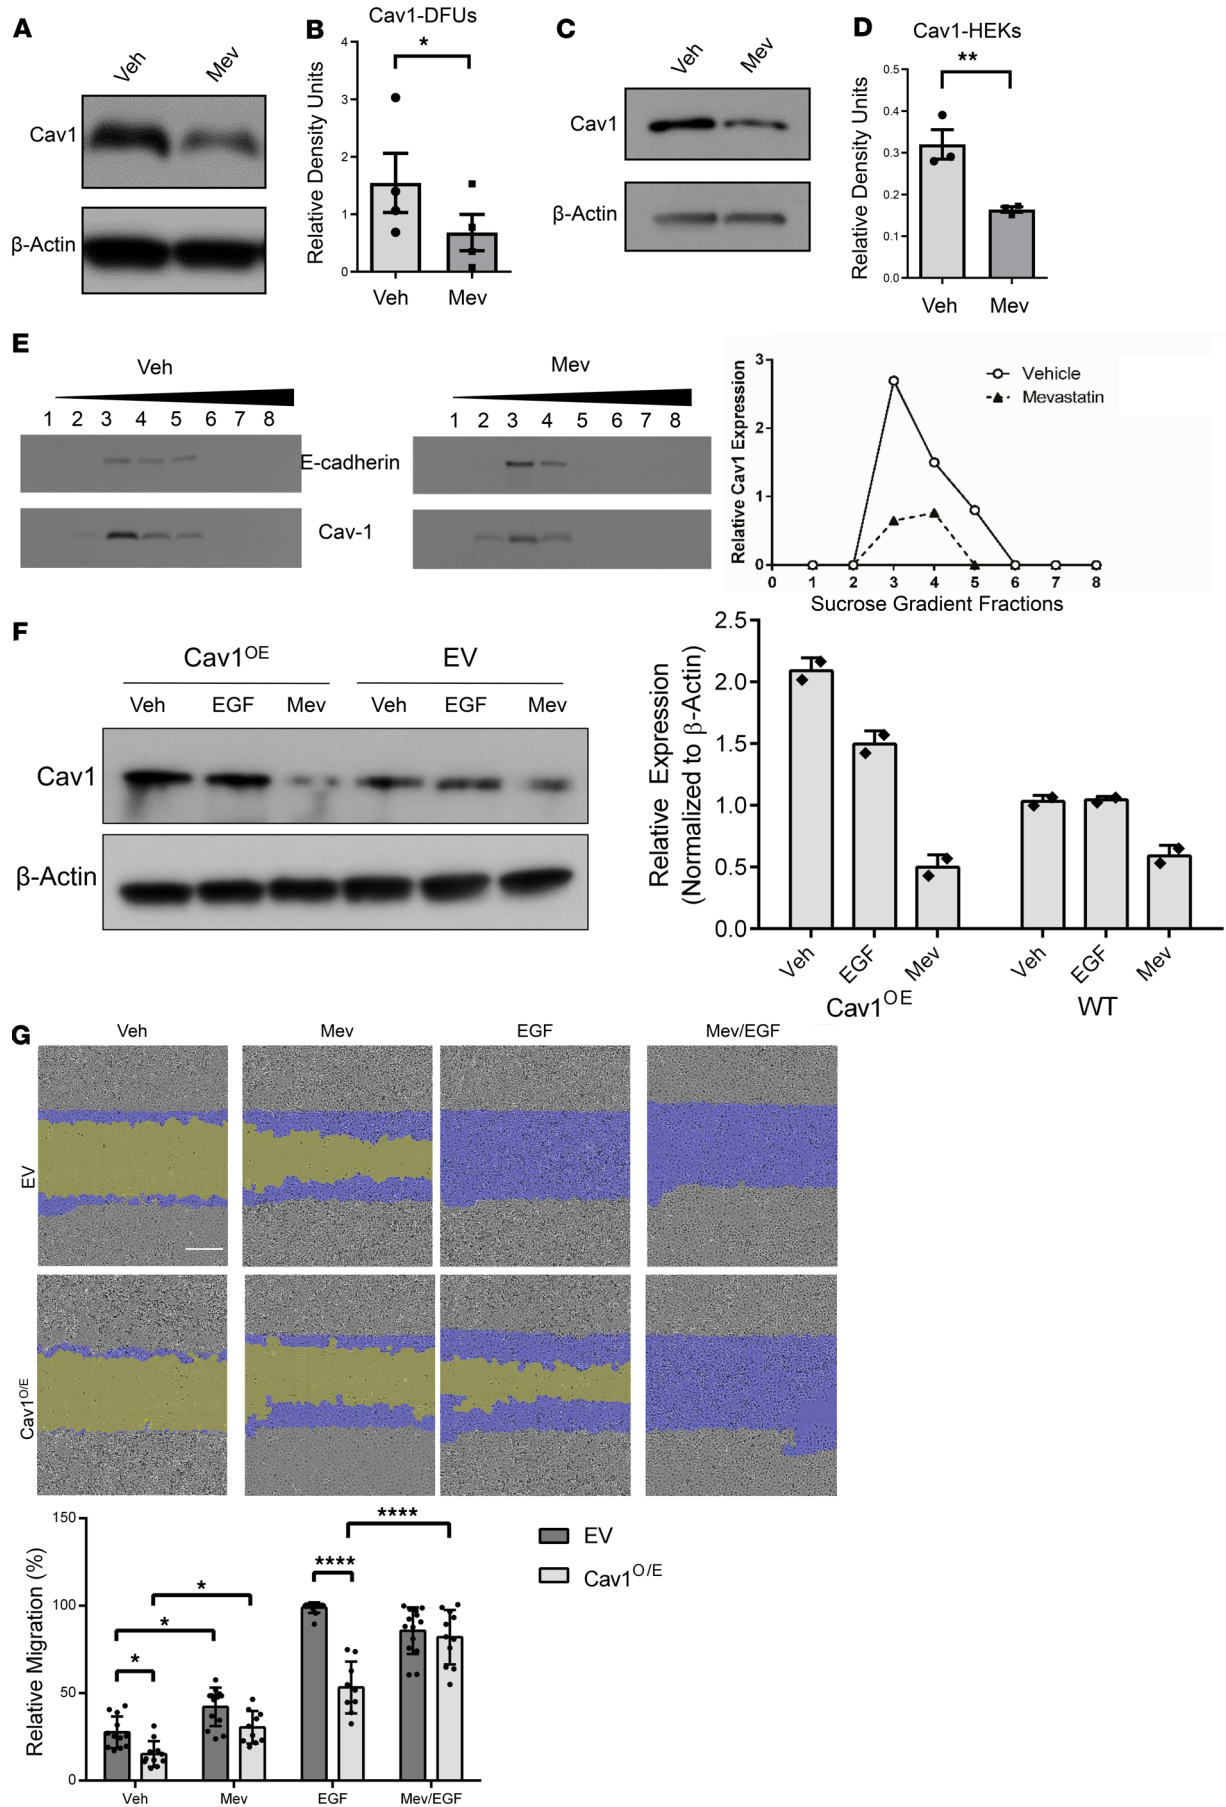 A
Veh
Mev
Cav1
β-Actin
B
Cav1-DFUs
*
Relative Density Units
4
3
2
1
0
Veh
Mev
C
Veh
Mev
Cav1
β-Actin
D
Cav1-HEKs
**
Relative Density Units
0.5
0.4
0.3
0.2
0.1
0.0
Veh
Mev
E
Veh
1 2 3 4 5 6 7 8
Mev
1 2 3 4 5 6 7 8
E-cadherin
Cav-1
Relative Cav1 Expression
3
2
1
0
Vehicle
Mevastatin
0 1 2 3 4 5 6 7 8
Sucrose Gradient Fractions
F
Cav1OE
EV
Veh EGF Mev Veh EGF Mev
Cav1
β-Actin
Relative Expression
(Normalized to β-Actin)
2.5
2.0
1.5
1.0
0.5
0.0
Veh EGF Mev Veh EGF Mev
Cav1OE WT
G
Veh Mev EGF Mev/EGF
EV
Cav1O/E
Relative Migration (%)
150
100
50
0
*
*
*
****
****
EV
Cav1O/E
Veh Mev EGF Mev/EGF